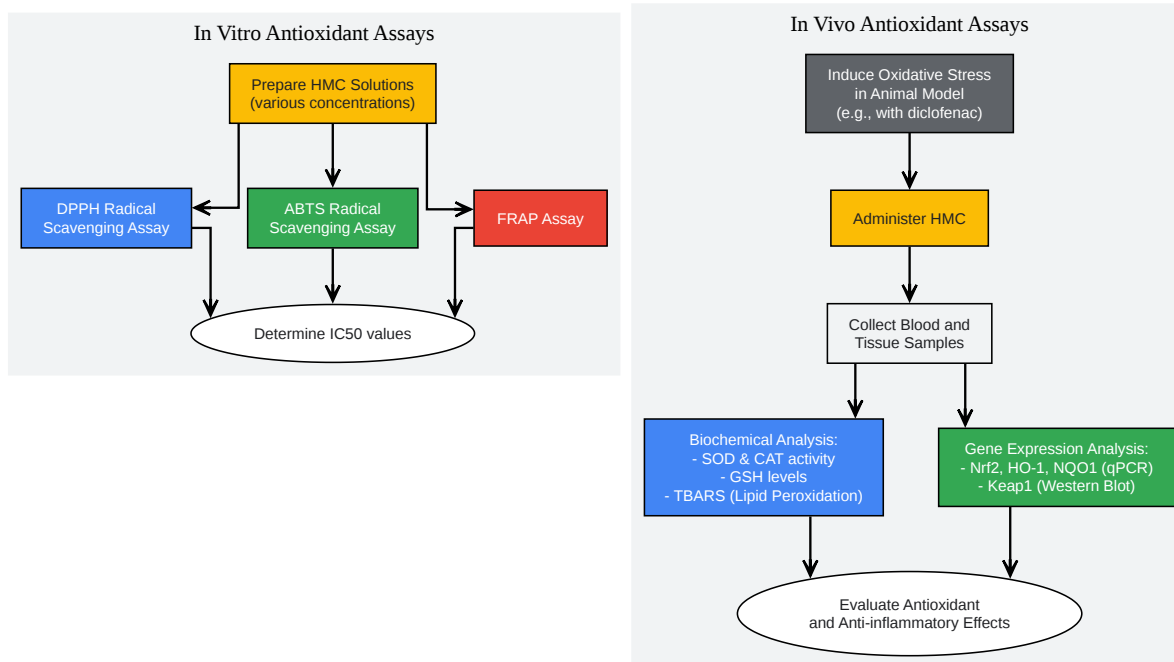 In Vitro Antioxidant Assays
Prepare HMC Solutions
(various concentrations)
DPPH Radical
Scavenging Assay
ABTS Radical
Scavenging Assay
FRAP Assay
Determine IC50 values
In Vivo Antioxidant Assays
Induce Oxidative Stress
in Animal Model
(e.g., with diclofenac)
Administer HMC
Collect Blood and
Tissue Samples
Biochemical Analysis:
- SOD & CAT activity
- GSH levels
- TBARS (Lipid Peroxidation)
Gene Expression Analysis:
- Nrf2, HO-1, NQO1 (qPCR)
- Keap1 (Western Blot)
Evaluate Antioxidant
and Anti-inflammatory Effects